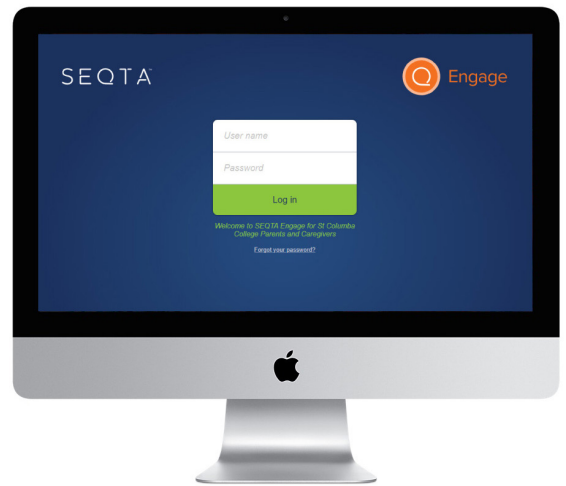 SEQTA
Engage
User name
Password
Log in
Welcome to SEQTA Engage for St Columba
College Parents and Caregivers
Forgot your password?